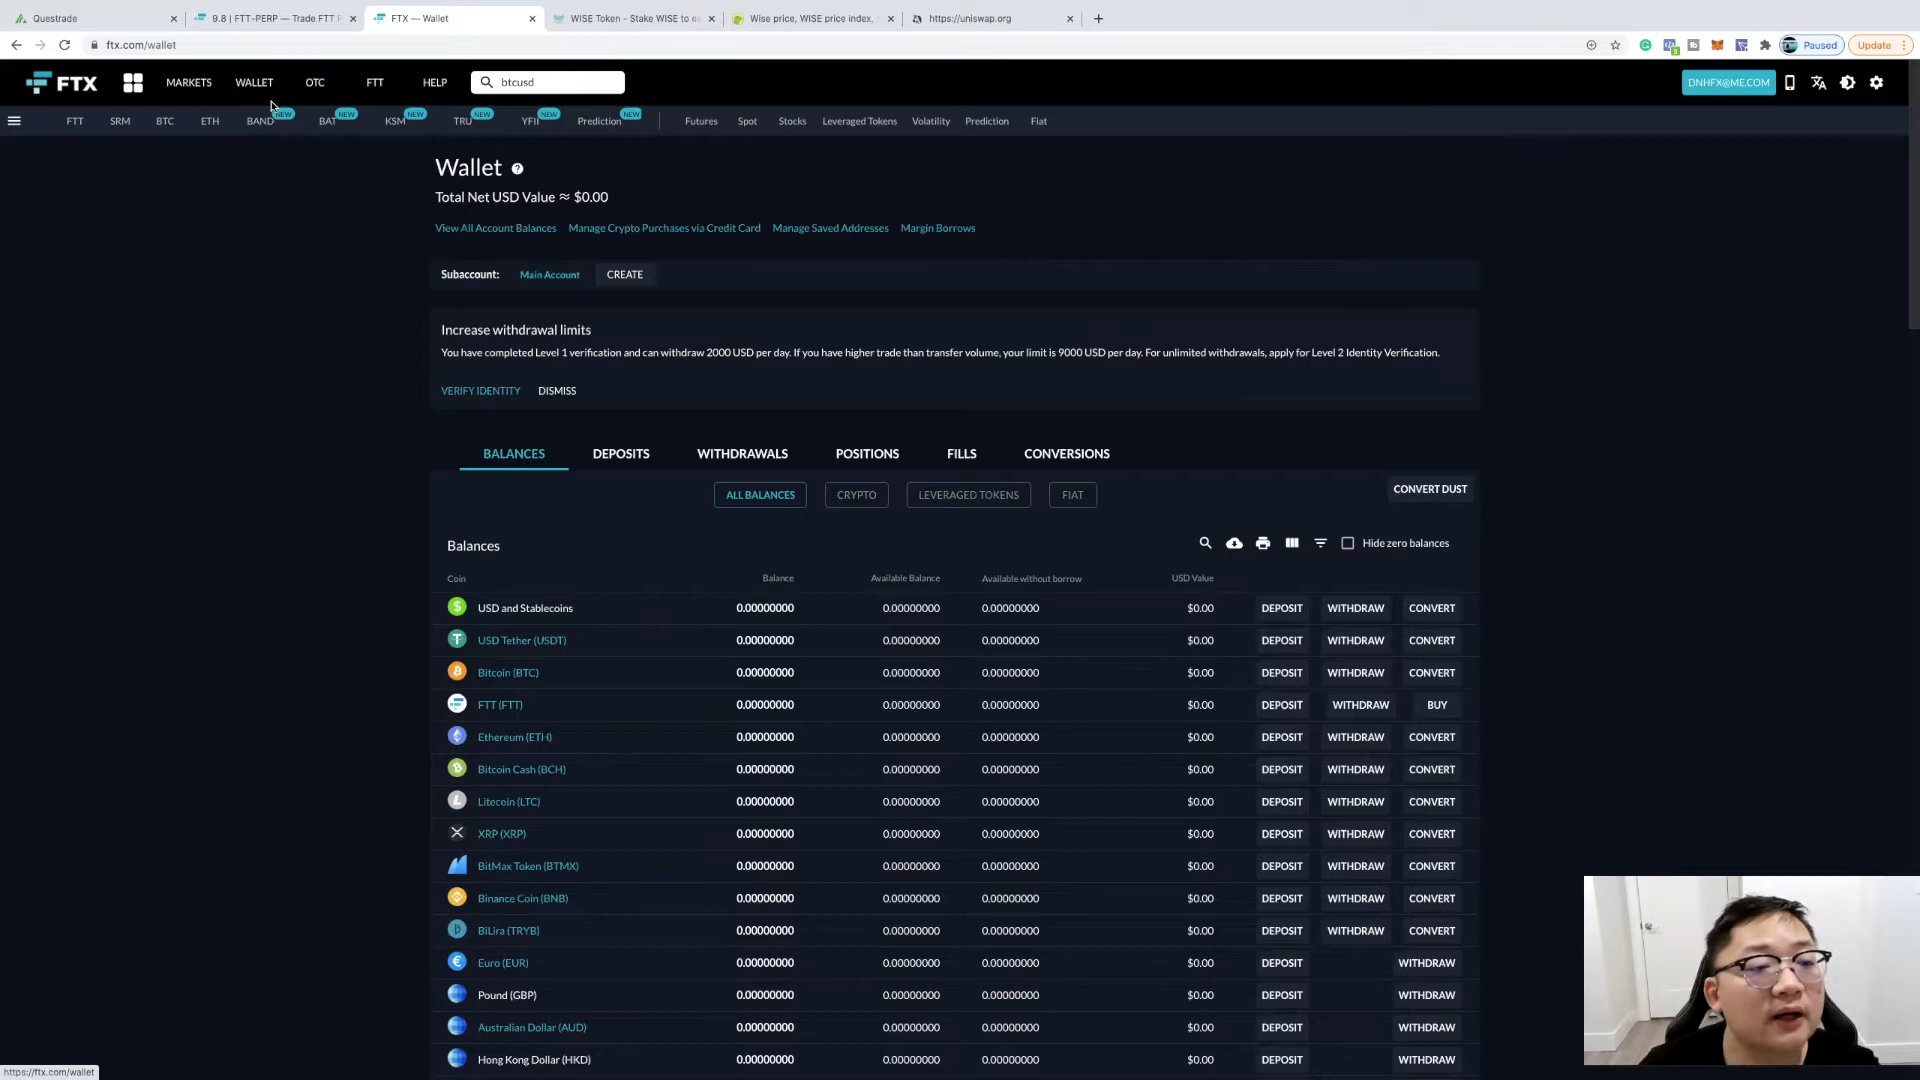 Questrade
9.8 | FTT-PERP — Trade FTT P
FTX — Wallet
WISE Token - Stake WISE to ea
Wise price, WISE price index,
https://uniswap.org
ftx.com/wallet
Paused
Update
FTX
MARKETS
WALLET
OTC
FTT
HELP
btcusd
DNHFX@ME.COM
FTT
SRM
BTC
ETH
BAND NEW
BAT NEW
KSM NEW
TRU NEW
YFII NEW
Prediction NEW
Futures
Spot
Stocks
Leveraged Tokens
Volatility
Prediction
Fiat
Wallet ?
Total Net USD Value ≈ $0.00
View All Account Balances Manage Crypto Purchases via Credit Card Manage Saved Addresses Margin Borrows
Subaccount: Main Account CREATE
Increase withdrawal limits
You have completed Level 1 verification and can withdraw 2000 USD per day. If you have higher trade than transfer volume, your limit is 9000 USD per day. For unlimited withdrawals, apply for Level 2 Identity Verification.
VERIFY IDENTITY DISMISS
BALANCES DEPOSITS WITHDRAWALS POSITIONS FILLS CONVERSIONS
ALL BALANCES CRYPTO LEVERAGED TOKENS FIAT CONVERT DUST
Balances Hide zero balances
Coin Balance Available Balance Available without borrow USD Value
USD and Stablecoins 0.00000000 0.00000000 0.00000000 $0.00 DEPOSIT WITHDRAW CONVERT
USD Tether (USDT) 0.00000000 0.00000000 0.00000000 $0.00 DEPOSIT WITHDRAW CONVERT
Bitcoin (BTC) 0.00000000 0.00000000 0.00000000 $0.00 DEPOSIT WITHDRAW CONVERT
FTT (FTT) 0.00000000 0.00000000 0.00000000 $0.00 DEPOSIT WITHDRAW BUY
Ethereum (ETH) 0.00000000 0.00000000 0.00000000 $0.00 DEPOSIT WITHDRAW CONVERT
Bitcoin Cash (BCH) 0.00000000 0.00000000 0.00000000 $0.00 DEPOSIT WITHDRAW CONVERT
Litecoin (LTC) 0.00000000 0.00000000 0.00000000 $0.00 DEPOSIT WITHDRAW CONVERT
XRP (XRP) 0.00000000 0.00000000 0.00000000 $0.00 DEPOSIT WITHDRAW CONVERT
BitMax Token (BTMX) 0.00000000 0.00000000 0.00000000 $0.00 DEPOSIT WITHDRAW CONVERT
Binance Coin (BNB) 0.00000000 0.00000000 0.00000000 $0.00 DEPOSIT WITHDRAW CONVERT
BiLira (TRYB) 0.00000000 0.00000000 0.00000000 $0.00 DEPOSIT WITHDRAW CONVERT
Euro (EUR) 0.00000000 0.00000000 0.00000000 $0.00 DEPOSIT WITHDRAW
Pound (GBP) 0.00000000 0.00000000 0.00000000 $0.00 DEPOSIT WITHDRAW
Australian Dollar (AUD) 0.00000000 0.00000000 0.00000000 $0.00 DEPOSIT WITHDRAW
Hong Kong Dollar (HKD) 0.00000000 0.00000000 0.00000000 $0.00 DEPOSIT WITHDRAW
https://ftx.com/wallet